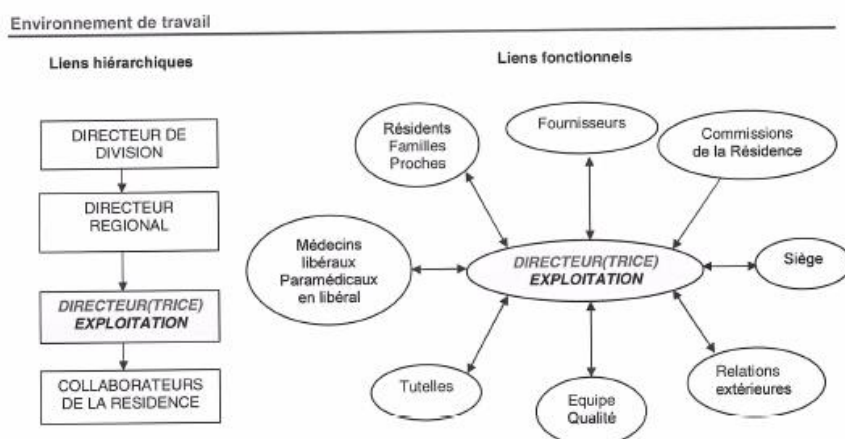 Environnement de travail
Liens hiérarchiques
Liens fonctionnels
DIRECTEUR DE
DIVISION
DIRECTEUR
REGIONAL
DIRECTEUR(TRICE)
EXPLOITATION
COLLABORATEURS
DE LA RESIDENCE
Résidents
Familles
Proches
Fournisseurs
Commissions
de la Résidence
Médecins
libéraux
Paramédicaux
en libéral
DIRECTEUR(TRICE)
EXPLOITATION
Siège
Tutelles
Equipe
Qualité
Relations
extérieures